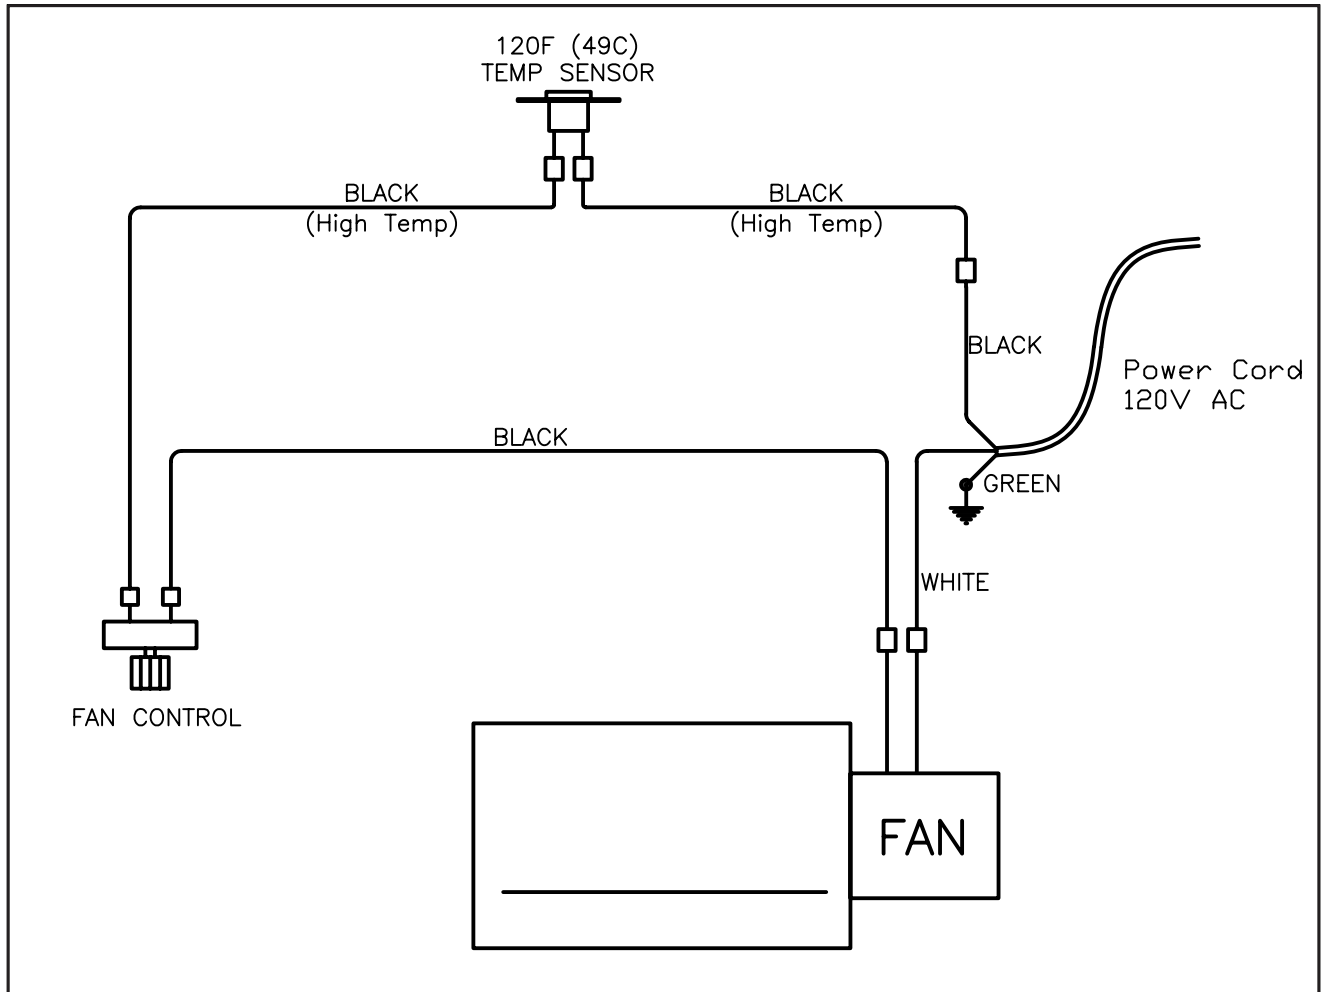 120F (49C)
TEMP SENSOR
BLACK
(High Temp)
BLACK
(High Temp)
BLACK
Power Cord
120V AC
BLACK
GREEN
WHITE
FAN CONTROL
FAN